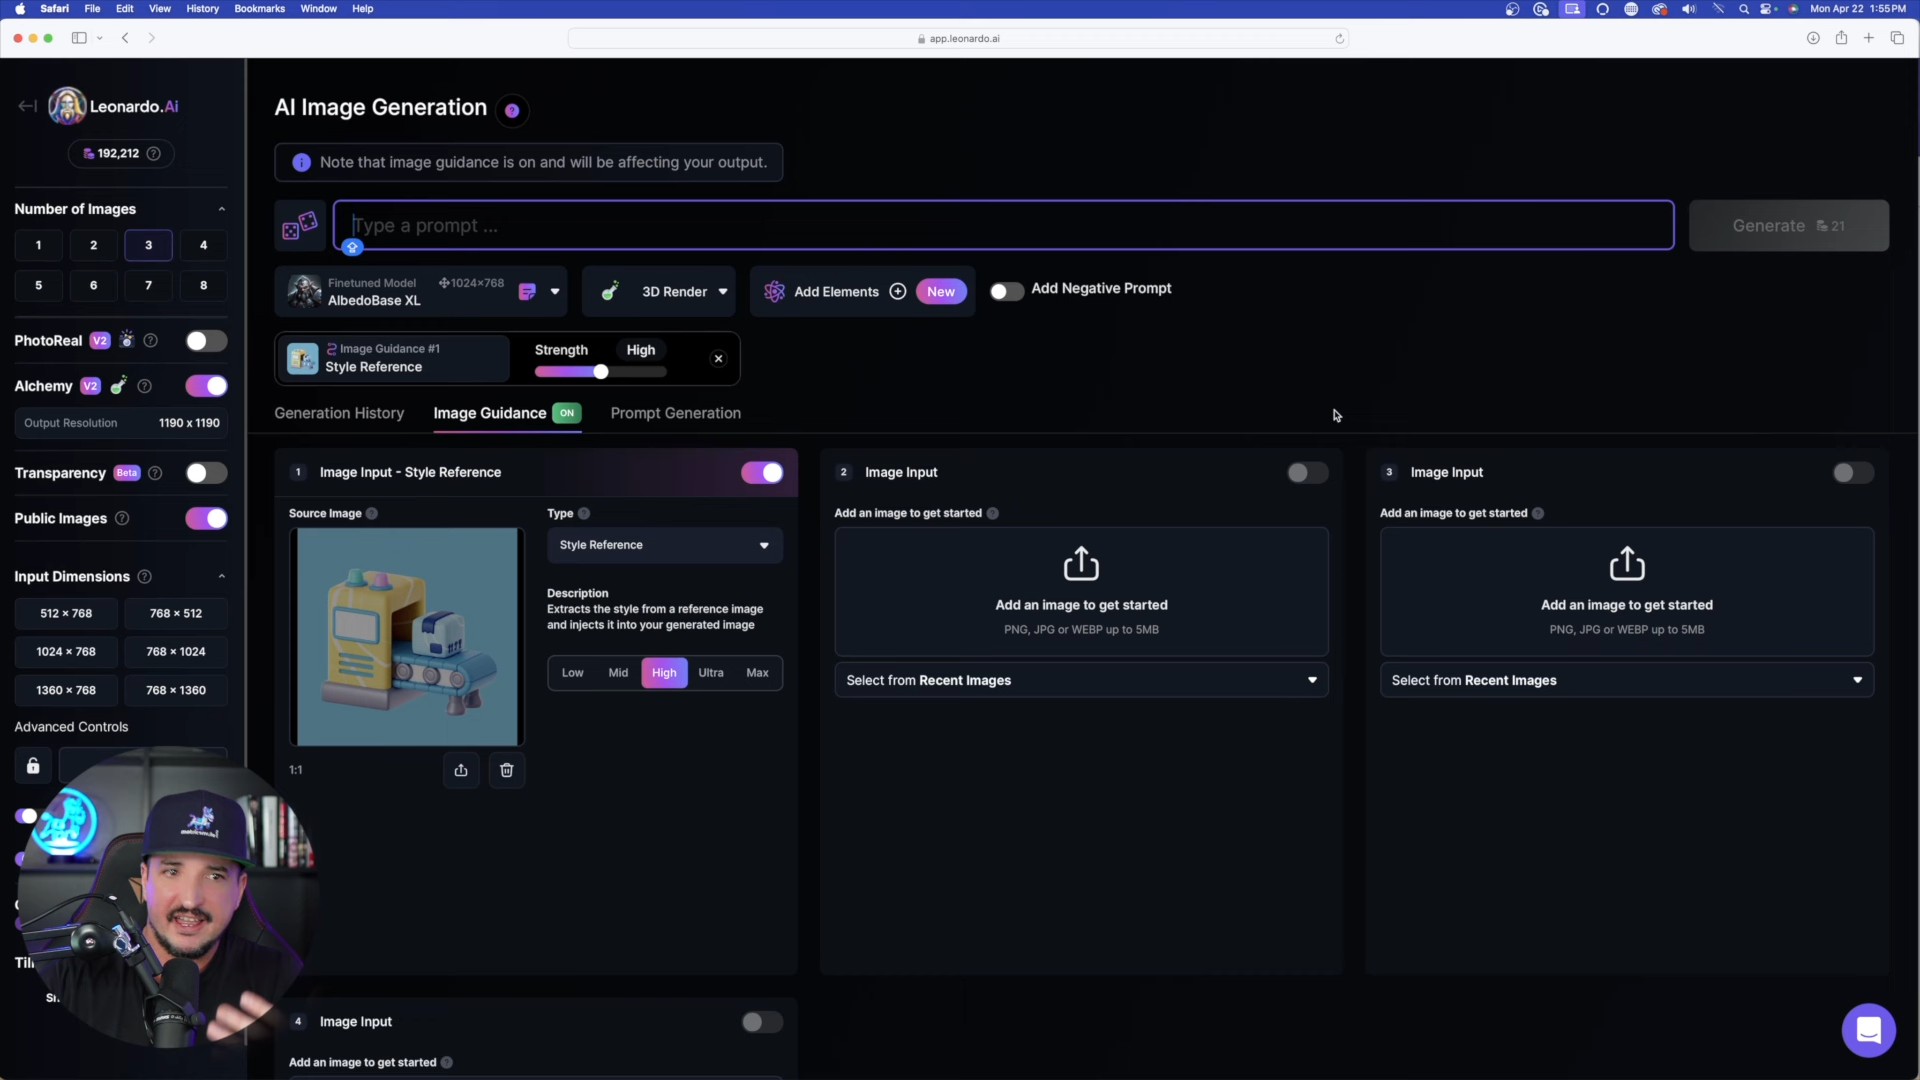 Safari File Edit View History Bookmarks Window Help Mon Apr 22 1:55 PM
app.leonardo.ai
Leonardo.Ai
192,212
Number of Images
1 2 3 4
5 6 7 8
PhotoReal V2
Alchemy V2
Output Resolution 1190 x 1190
Transparency Beta
Public Images
Input Dimensions
512 × 768 768 × 512
1024 × 768 768 × 1024
1360 × 768 768 × 1360
Advanced Controls
AI Image Generation
Note that image guidance is on and will be affecting your output.
Type a prompt ...
Generate 21
Finetuned Model 1024×768
AlbedoBase XL
3D Render
Add Elements New
Add Negative Prompt
Image Guidance #1
Style Reference
Strength High
Generation History Image Guidance ON Prompt Generation
1 Image Input - Style Reference
Source Image
1:1
Type
Style Reference
Description
Extracts the style from a reference image
and injects it into your generated image
Low Mid High Ultra Max
2 Image Input
Add an image to get started
Add an image to get started
PNG, JPG or WEBP up to 5MB
Select from Recent Images
3 Image Input
Add an image to get started
Add an image to get started
PNG, JPG or WEBP up to 5MB
Select from Recent Images
4 Image Input
Add an image to get started